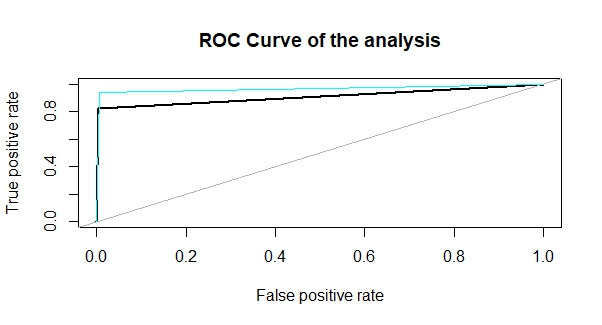 ROC Curve of the analysis
True positive rate
0.8
0.4
0.0
0.0 0.2 0.4 0.6 0.8 1.0
False positive rate